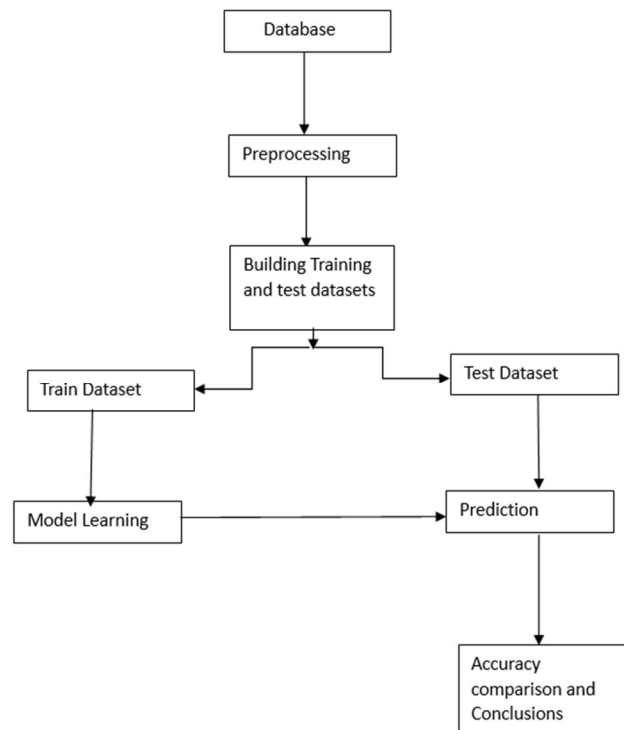 Database
Preprocessing
Building Training
and test datasets
Train Dataset
Test Dataset
Model Learning
Prediction
Accuracy
comparison and
Conclusions